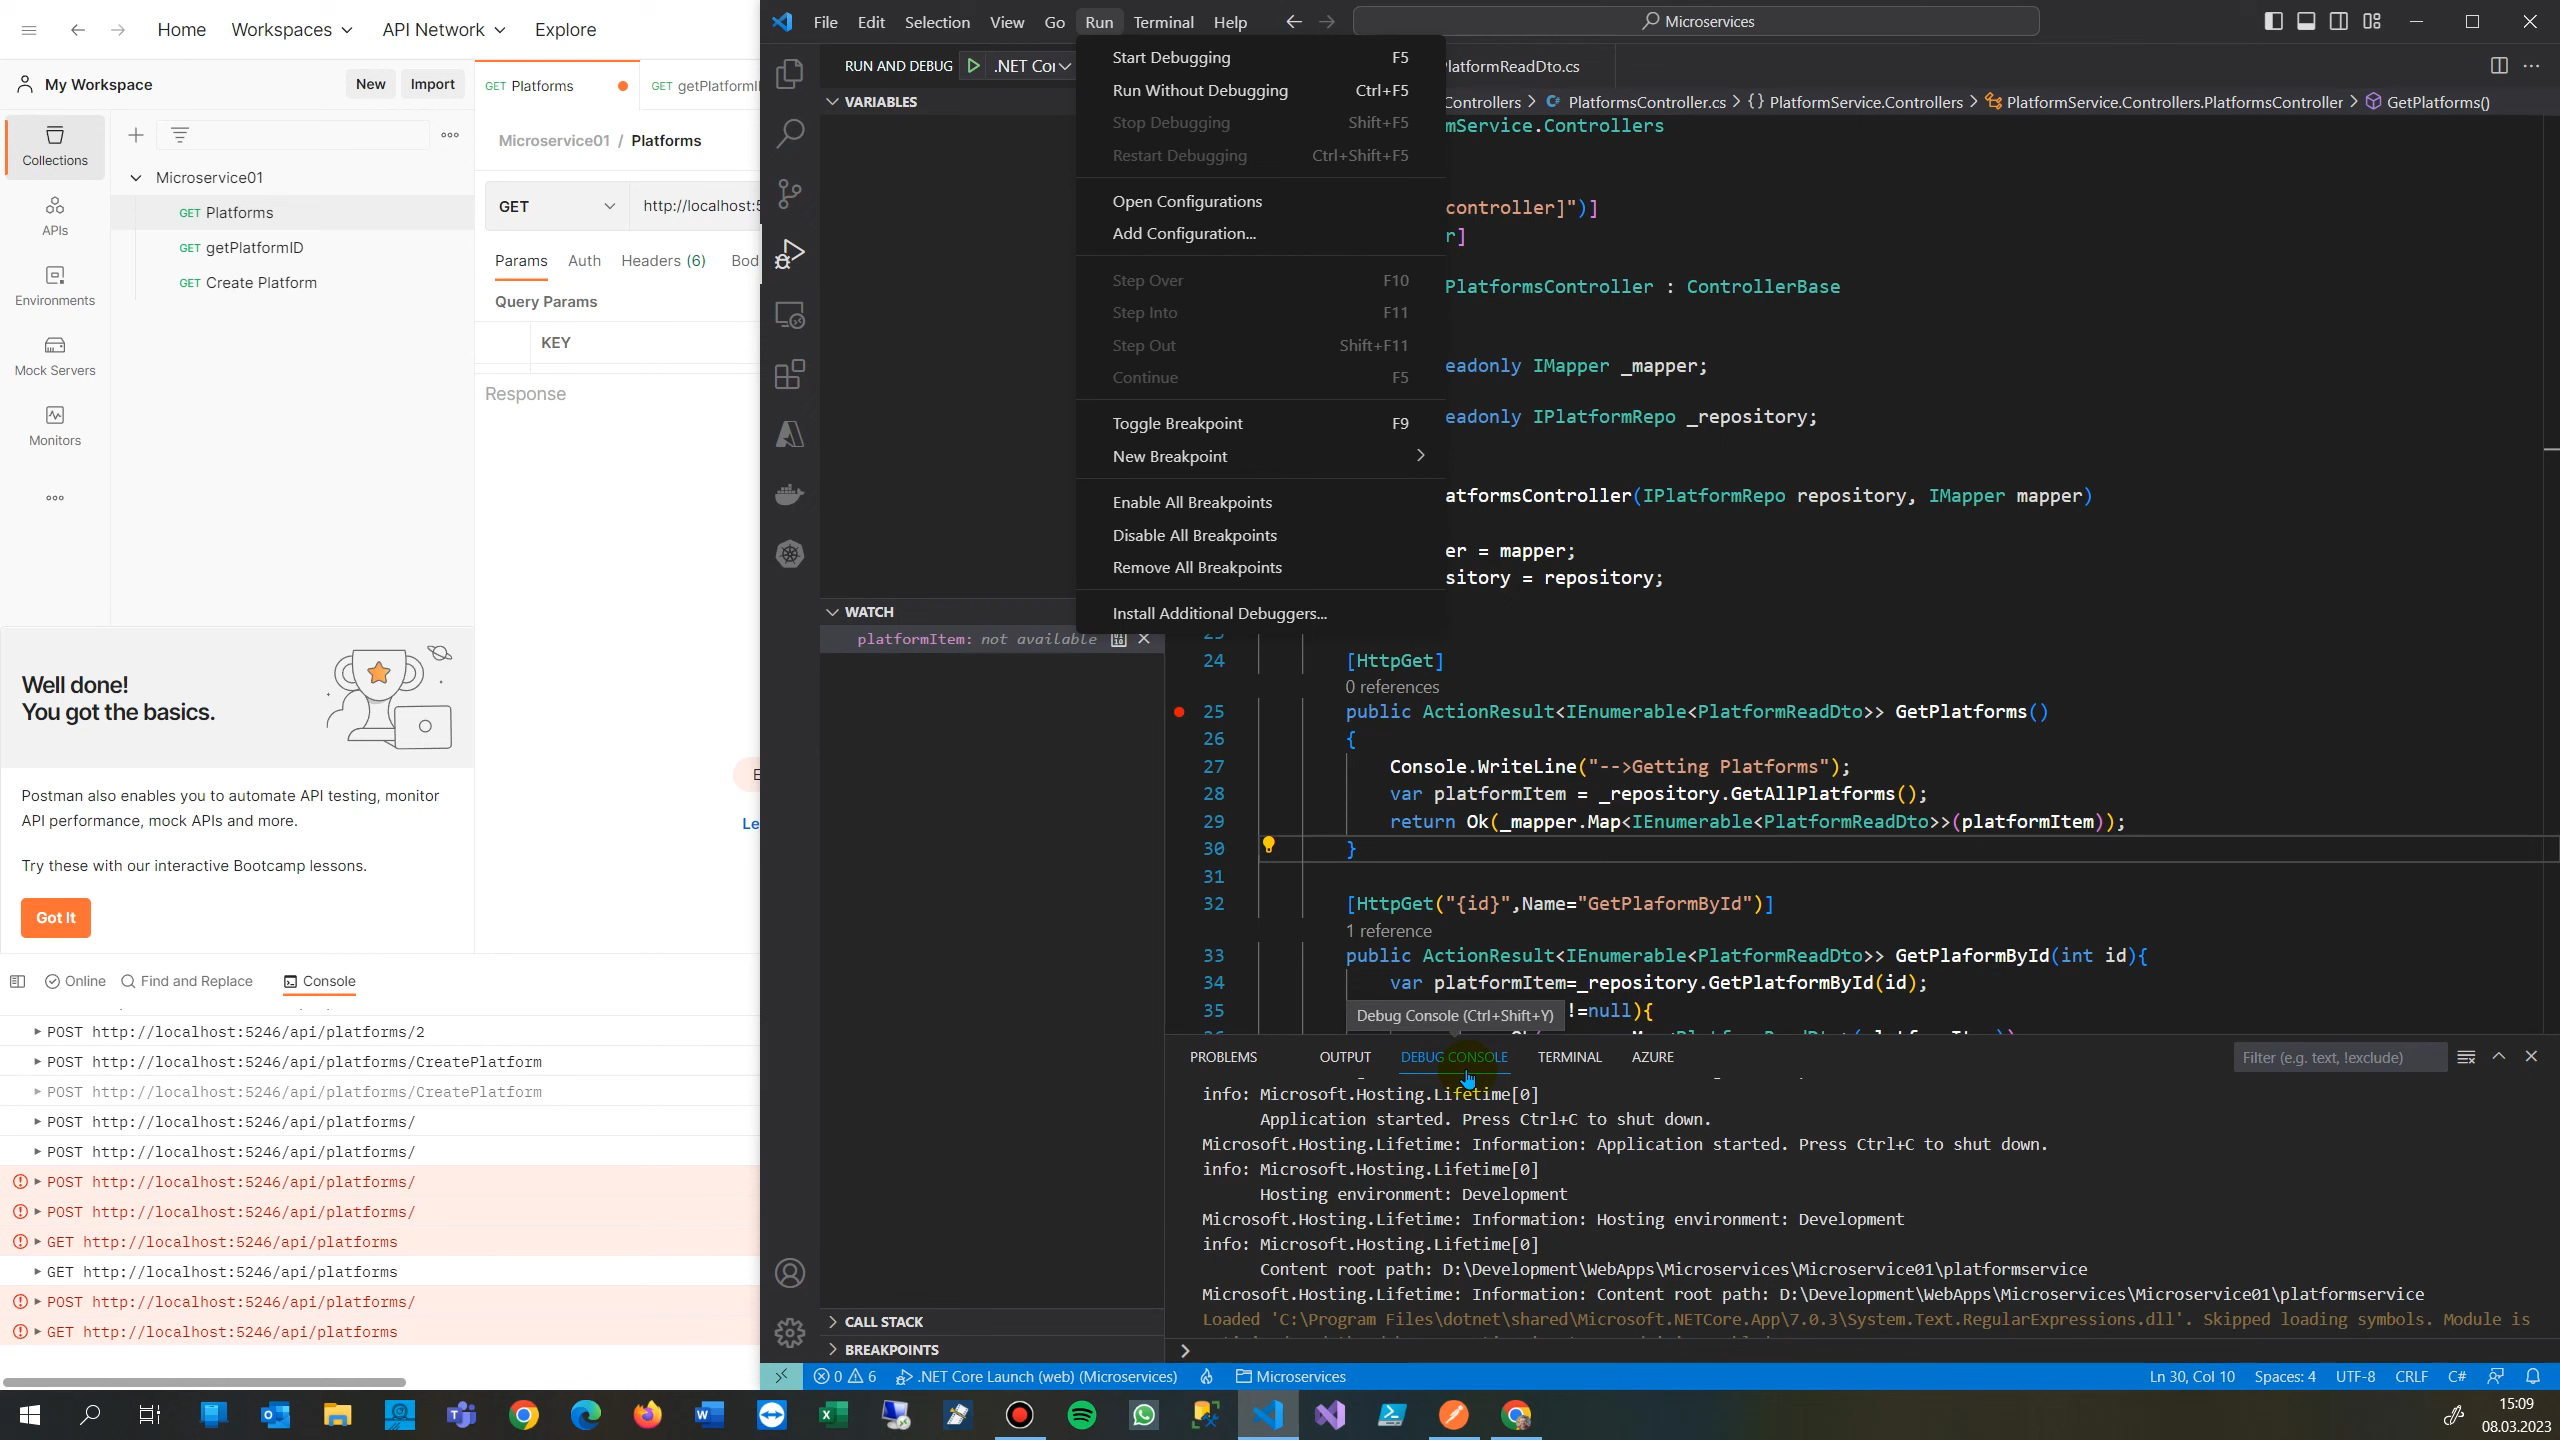 Home
Workspaces
API Network
Explore
My Workspace
New
Import
GET Platforms
GET getPlatformI
Collections
APIs
Environments
Mock Servers
Monitors
Microservice01
GET Platforms
GET getPlatformID
GET Create Platform
Microservice01 / Platforms
GET
http://localhost:5
Params
Auth
Headers (6)
Bod
Query Params
KEY
Response
Well done!
You got the basics.
Postman also enables you to automate API testing, monitor
API performance, mock APIs and more.
Try these with our interactive Bootcamp lessons.
Got It
Le
Online
Find and Replace
Console
POST http://localhost:5246/api/platforms/2
POST http://localhost:5246/api/platforms/CreatePlatform
POST http://localhost:5246/api/platforms/CreatePlatform
POST http://localhost:5246/api/platforms/
POST http://localhost:5246/api/platforms/
POST http://localhost:5246/api/platforms/
POST http://localhost:5246/api/platforms/
GET http://localhost:5246/api/platforms
GET http://localhost:5246/api/platforms
POST http://localhost:5246/api/platforms/
GET http://localhost:5246/api/platforms
File
Edit
Selection
View
Go
Run
Terminal
Help
Microservices
RUN AND DEBUG
.NET Cor
VARIABLES
WATCH
platformItem: not available
CALL STACK
BREAKPOINTS
Start Debugging F5
Run Without Debugging Ctrl+F5
Stop Debugging Shift+F5
Restart Debugging Ctrl+Shift+F5
Open Configurations
Add Configuration...
Step Over F10
Step Into F11
Step Out Shift+F11
Continue F5
Toggle Breakpoint F9
New Breakpoint
Enable All Breakpoints
Disable All Breakpoints
Remove All Breakpoints
Install Additional Debuggers...
latformReadDto.cs
Controllers > PlatformsController.cs > {} PlatformService.Controllers > PlatformService.Controllers.PlatformsController > GetPlatforms()
mService.Controllers
controller]")]
r]
PlatformsController : ControllerBase
eadonly IMapper _mapper;
eadonly IPlatformRepo _repository;
atformsController(IPlatformRepo repository, IMapper mapper)
er = mapper;
sitory = repository;
23
24 [HttpGet]
0 references
25 public ActionResult<IEnumerable<PlatformReadDto>> GetPlatforms()
26 {
27 Console.WriteLine("-->Getting Platforms");
28 var platformItem = _repository.GetAllPlatforms();
29 return Ok(_mapper.Map<IEnumerable<PlatformReadDto>>(platformItem));
30 }
31
32 [HttpGet("{id}",Name="GetPlaformById")]
1 reference
33 public ActionResult<IEnumerable<PlatformReadDto>> GetPlaformById(int id){
34 var platformItem=_repository.GetPlatformById(id);
35 !=null){
Debug Console (Ctrl+Shift+Y)
PROBLEMS
OUTPUT
DEBUG CONSOLE
TERMINAL
AZURE
Filter (e.g. text, !exclude)
info: Microsoft.Hosting.Lifetime[0]
Application started. Press Ctrl+C to shut down.
Microsoft.Hosting.Lifetime: Information: Application started. Press Ctrl+C to shut down.
info: Microsoft.Hosting.Lifetime[0]
Hosting environment: Development
Microsoft.Hosting.Lifetime: Information: Hosting environment: Development
info: Microsoft.Hosting.Lifetime[0]
Content root path: D:\Development\WebApps\Microservices\Microservice01\platformservice
Microsoft.Hosting.Lifetime: Information: Content root path: D:\Development\WebApps\Microservices\Microservice01\platformservice
Loaded 'C:\Program Files\dotnet\shared\Microsoft.NETCore.App\7.0.3\System.Text.RegularExpressions.dll'. Skipped loading symbols. Module is
0 6
.NET Core Launch (web) (Microservices)
Microservices
Ln 30, Col 10
Spaces: 4
UTF-8
CRLF
C#
15:09
08.03.2023